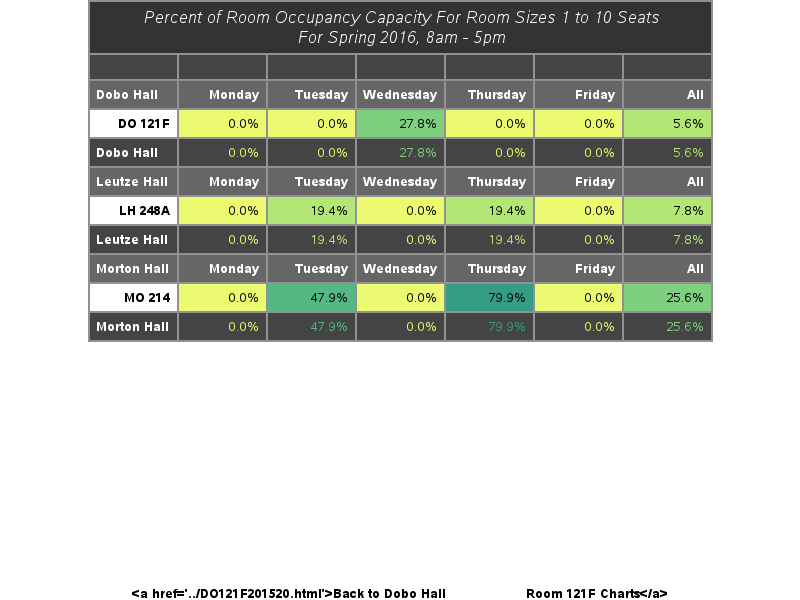 Percent of Room Occupancy Capacity For Room Sizes 1 to 10 Seats
For Spring 2016, 8am - 5pm
Dobo Hall Monday Tuesday Wednesday Thursday Friday All
DO 121F 0.0% 0.0% 27.8% 0.0% 0.0% 5.6%
Dobo Hall 0.0% 0.0% 27.8% 0.0% 0.0% 5.6%
Leutze Hall Monday Tuesday Wednesday Thursday Friday All
LH 248A 0.0% 19.4% 0.0% 19.4% 0.0% 7.8%
Leutze Hall 0.0% 19.4% 0.0% 19.4% 0.0% 7.8%
Morton Hall Monday Tuesday Wednesday Thursday Friday All
MO 214 0.0% 47.9% 0.0% 79.9% 0.0% 25.6%
Morton Hall 0.0% 47.9% 0.0% 79.9% 0.0% 25.6%
<a href='../DO121F201520.html'>Back to Dobo Hall Room 121F Charts</a>